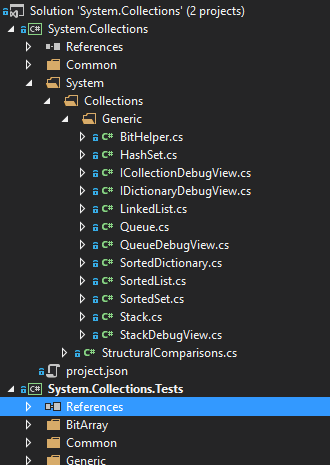 Solution 'System.Collections' (2 projects)
C# System.Collections
References
Common
System
Collections
Generic
C# BitHelper.cs
C# HashSet.cs
C# ICollectionDebugView.cs
C# IDictionaryDebugView.cs
C# LinkedList.cs
C# Queue.cs
C# QueueDebugView.cs
C# SortedDictionary.cs
C# SortedList.cs
C# SortedSet.cs
C# Stack.cs
C# StackDebugView.cs
C# StructuralComparisons.cs
project.json
C# System.Collections.Tests
References
BitArray
Common
Generic